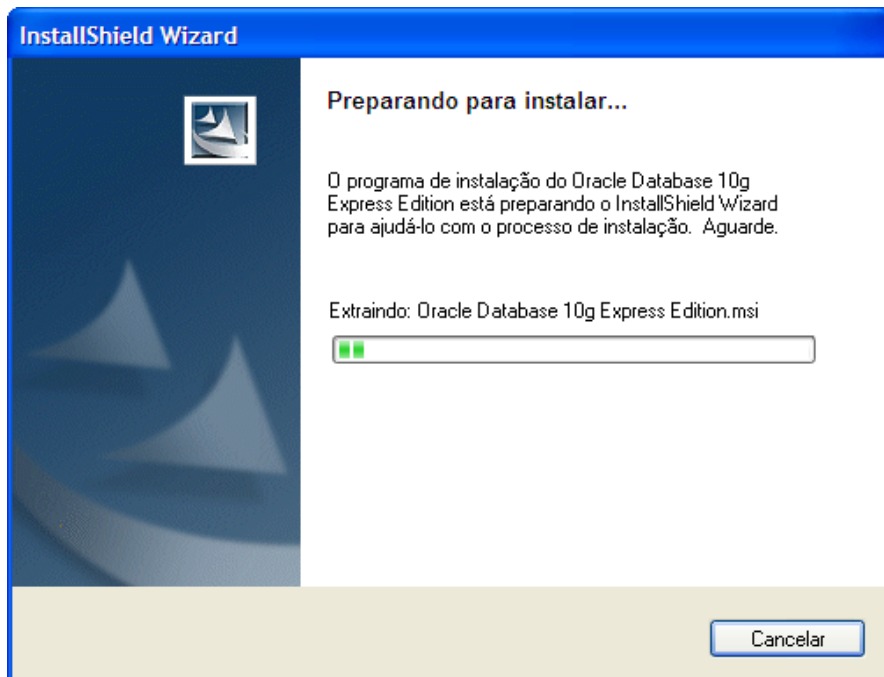 InstallShield Wizard
Preparando para instalar...
O programa de instalação do Oracle Database 10g
Express Edition está preparando o InstallShield Wizard
para ajudá-lo com o processo de instalação. Aguarde.
Extraindo: Oracle Database 10g Express Edition.msi
Cancelar